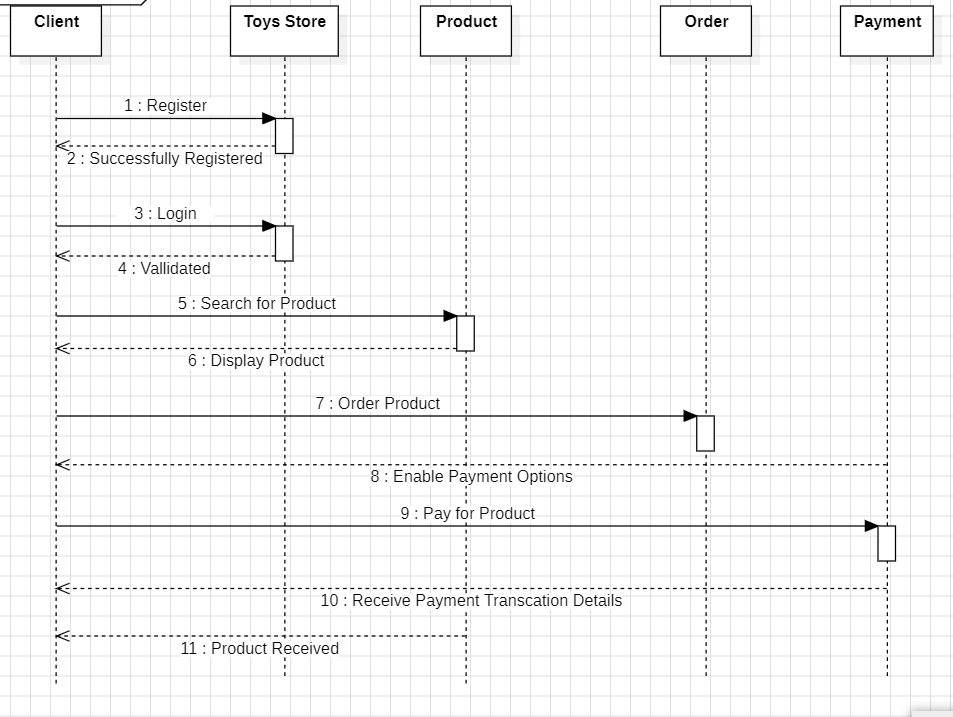 Client
Toys Store
Product
Order
Payment
1 : Register
2 : Successfully Registered
3 : Login
4 : Vallidated
5 : Search for Product
6 : Display Product
7 : Order Product
8 : Enable Payment Options
9 : Pay for Product
10 : Receive Payment Transcation Details
11 : Product Received